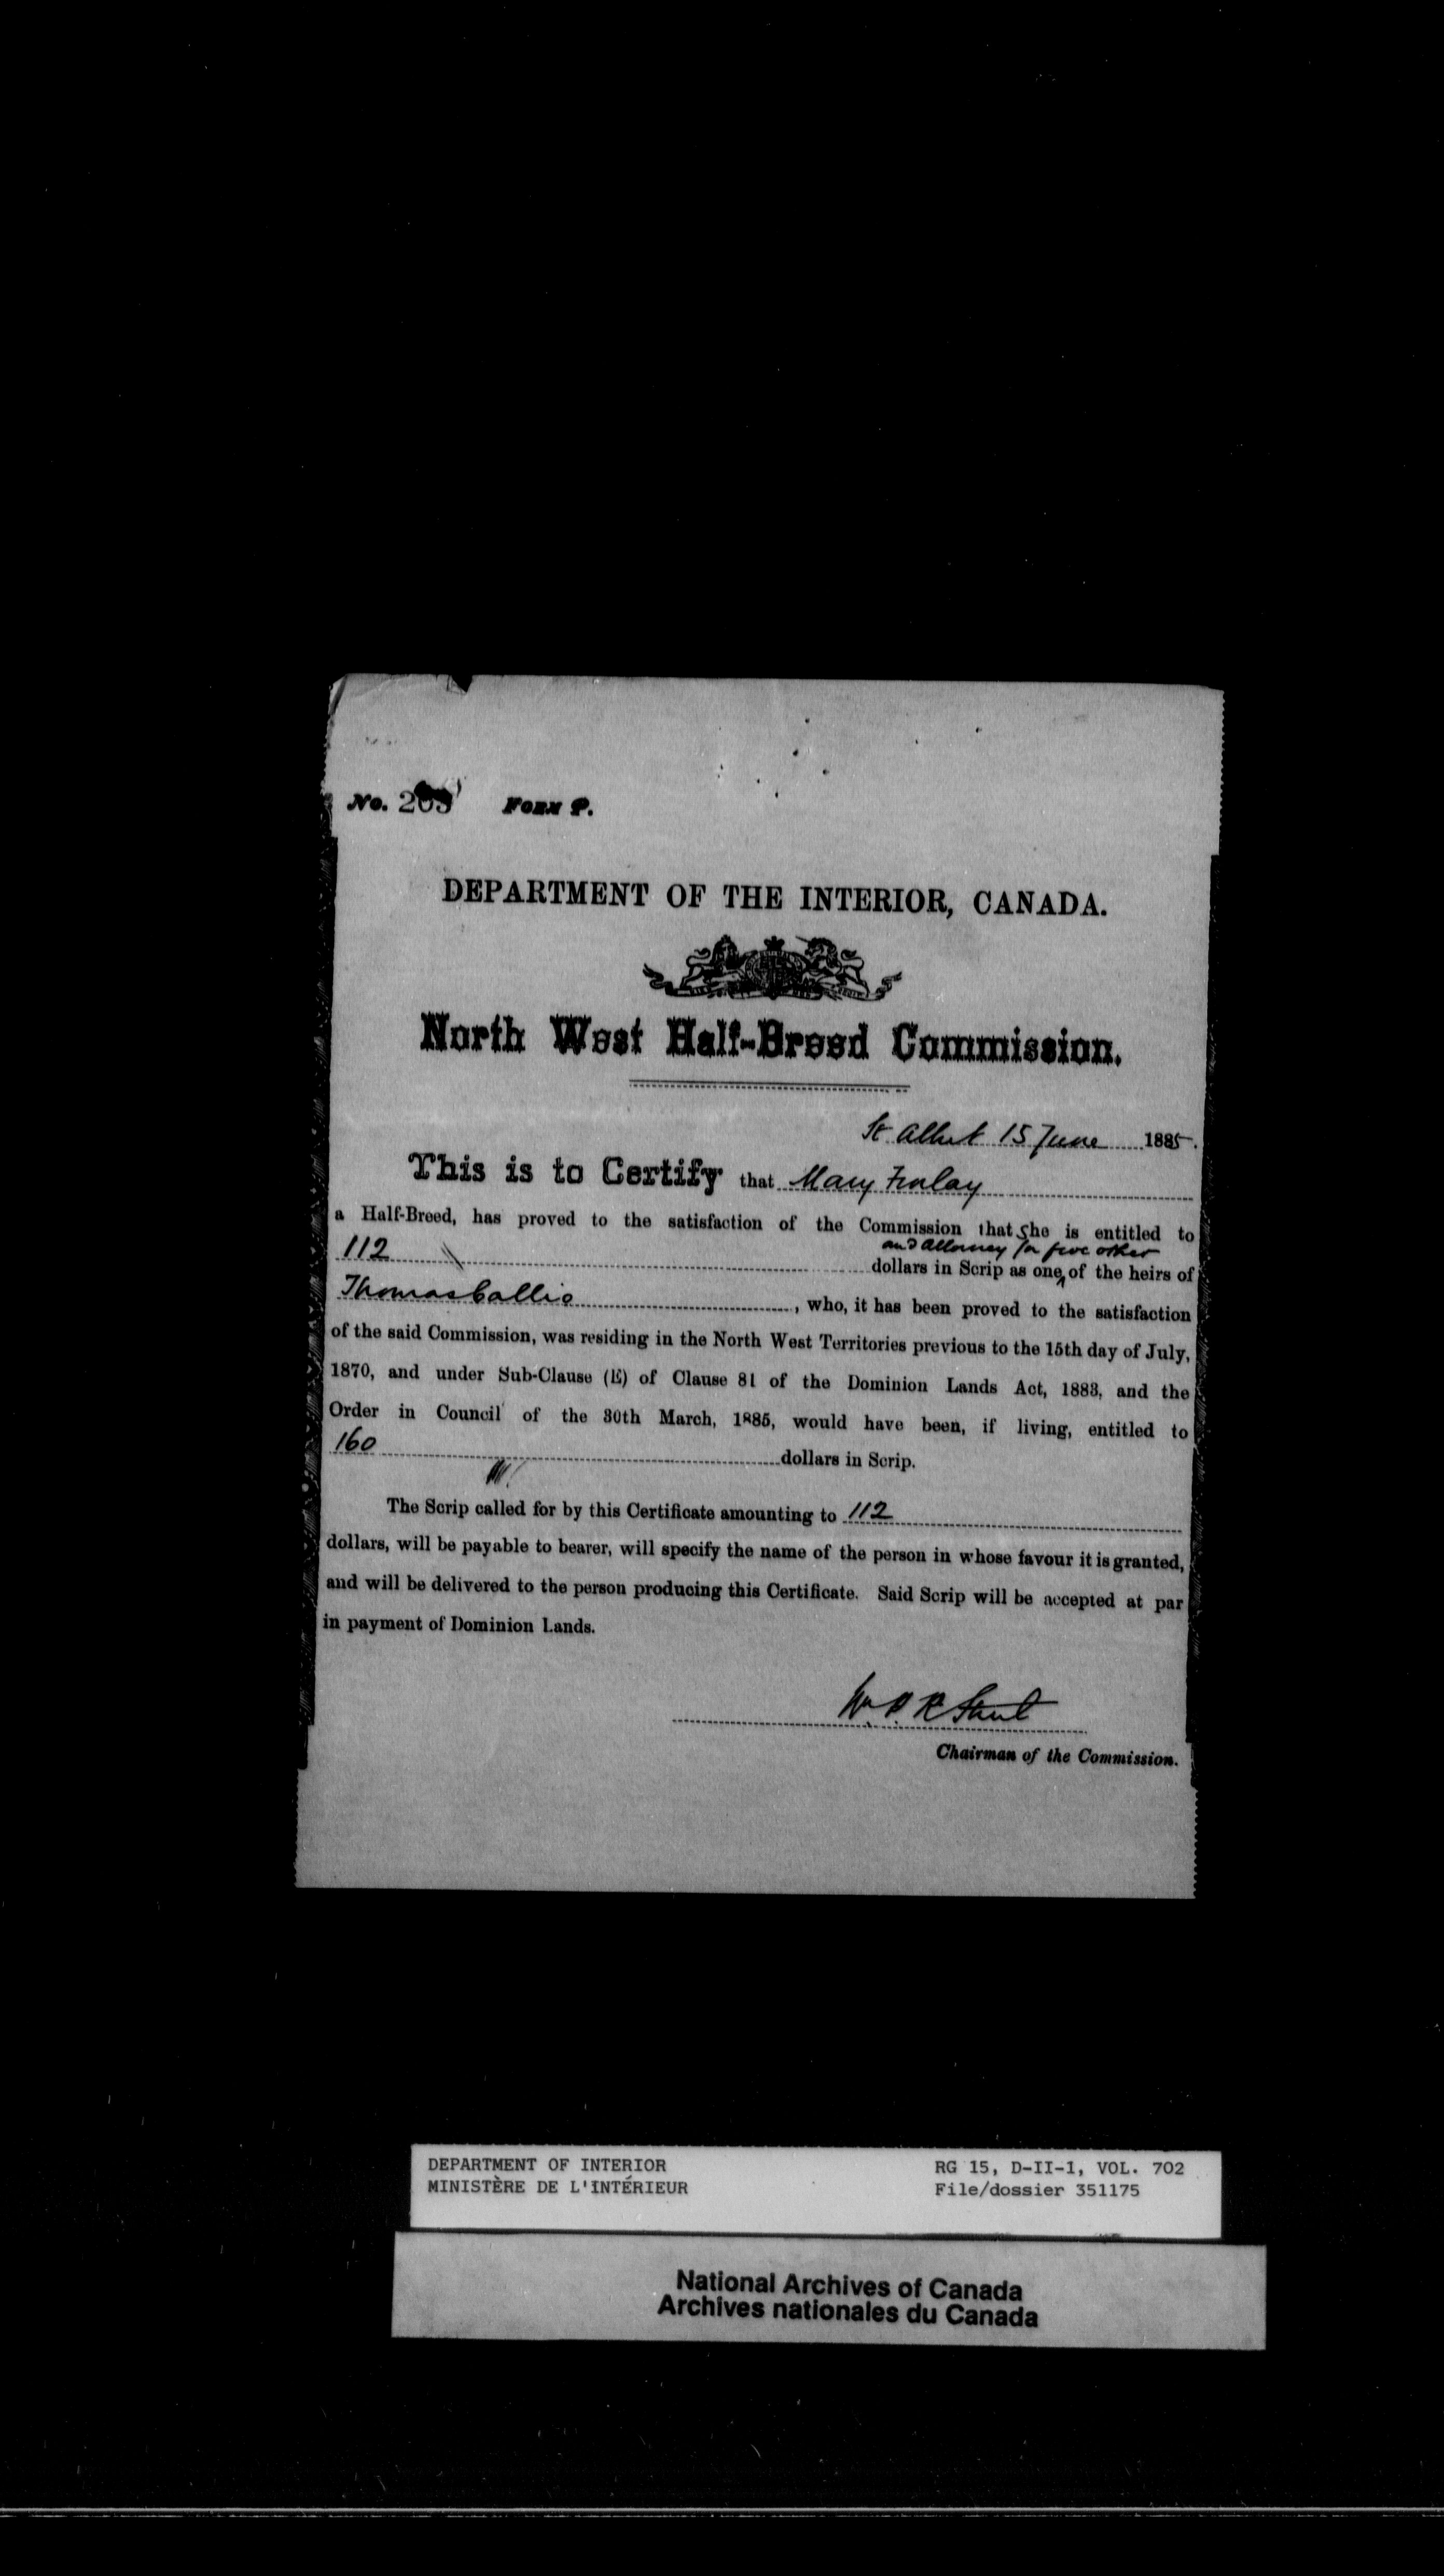 No. 205 FORM P.
DEPARTMENT OF THE INTERIOR, CANADA.
North West Half-Breed Commission.
St Albert 15 June 1885.
This is to Certify that Mary Finlay
a Half-Breed, has proved to the satisfaction of the Commission that She is entitled to
and attorney for five other
112 dollars in Scrip as one of the heirs of
Thomas Callio, who, it has been proved to the satisfaction
of the said Commission, was residing in the North West Territories previous to the 15th day of July,
1870, and under Sub-Clause (E) of Clause 81 of the Dominion Lands Act, 1883, and the
Order in Council of the 30th March, 1885, would have been, if living, entitled to
160 dollars in Scrip.
The Scrip called for by this Certificate amounting to 112
dollars, will be payable to bearer, will specify the name of the person in whose favour it is granted,
and will be delivered to the person producing this Certificate. Said Scrip will be accepted at par
in payment of Dominion Lands.
Chairman of the Commission.
DEPARTMENT OF INTERIOR
MINISTÈRE DE L'INTÉRIEUR
RG 15, D-II-1, VOL. 702
File/dossier 351175
National Archives of Canada
Archives nationales du Canada